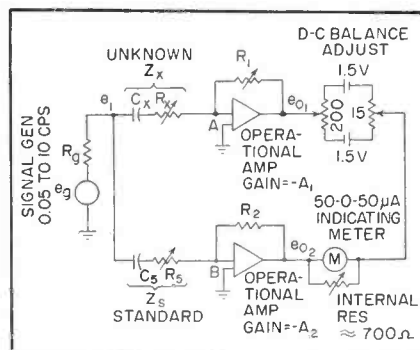 D-C BALANCE
ADJUST
1.5V
200
15
1.5V
UNKNOWN
Zx
Cx Rx
R1
e1
A
eo1
OPERA-
TIONAL
AMP
GAIN=-A1
SIGNAL GEN
0.05 TO 10 CPS
Rg
eg
50-0-50μA
INDICATING
METER
R2
eo2
M
C5 R5
B
Zs
STANDARD
OPERA-
TIONAL
AMP
GAIN=-A2
INTERNAL
RES
≈ 700Ω